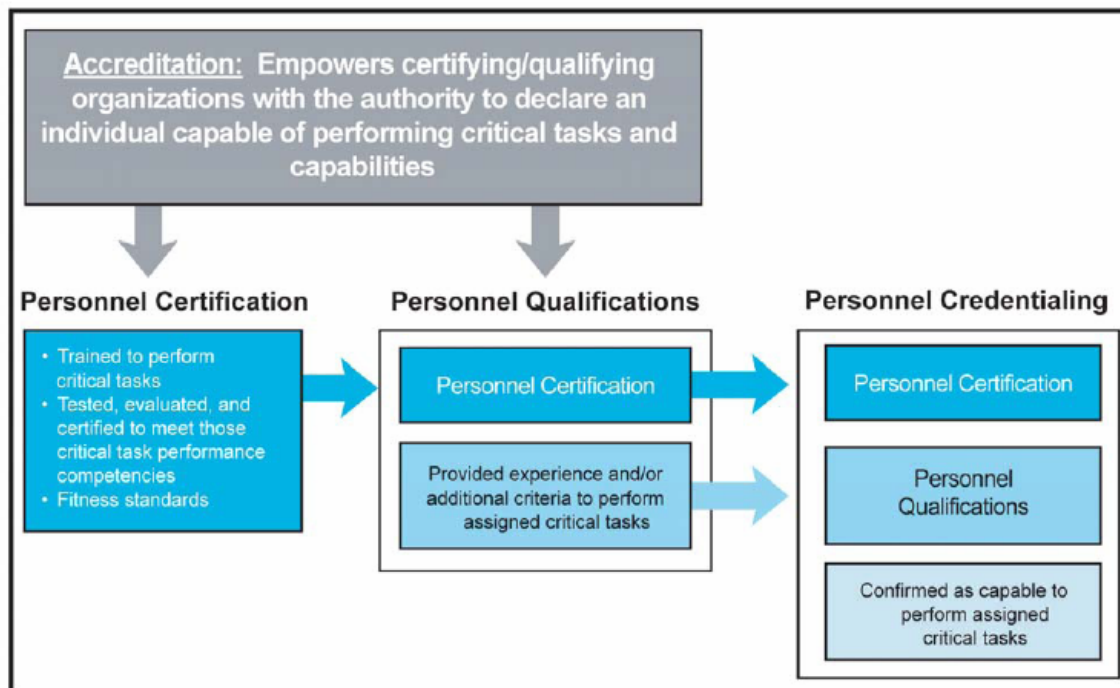 Accreditation: Empowers certifying/qualifying
organizations with the authority to declare an
individual capable of performing critical tasks and
capabilities
Personnel Certification
• Trained to perform
critical tasks
• Tested, evaluated, and
certified to meet those
critical task performance
competencies
• Fitness standards
Personnel Qualifications
Personnel Certification
Provided experience and/or
additional criteria to perform
assigned critical tasks
Personnel Credentialing
Personnel Certification
Personnel
Qualifications
Confirmed as capable to
perform assigned
critical tasks